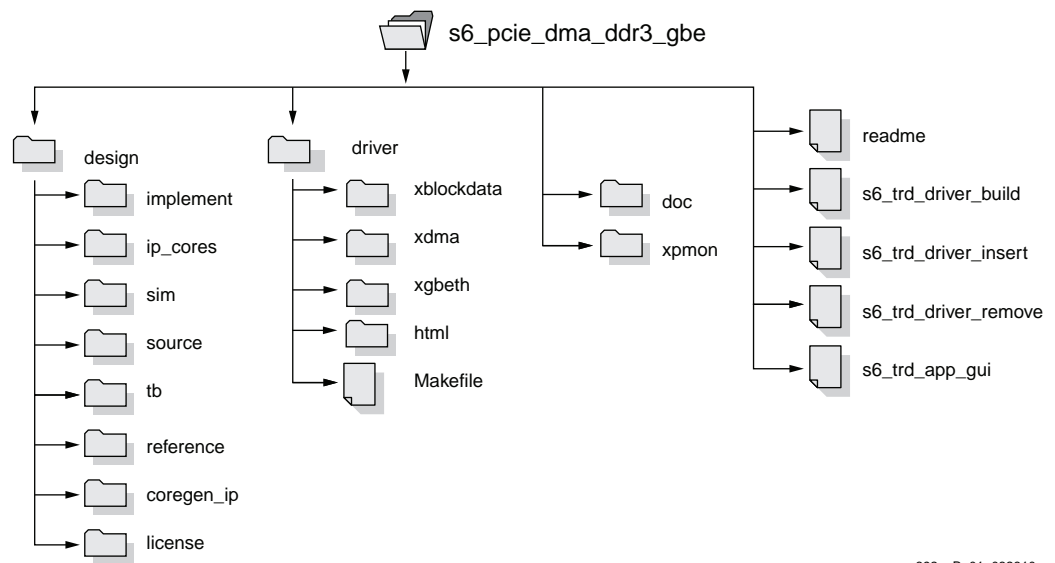 s6_pcie_dma_ddr3_gbe
design
implement
ip_cores
sim
source
tb
reference
coregen_ip
license
driver
xblockdata
xdma
xgbeth
html
Makefile
doc
xpmon
readme
s6_trd_driver_build
s6_trd_driver_insert
s6_trd_driver_remove
s6_trd_app_gui